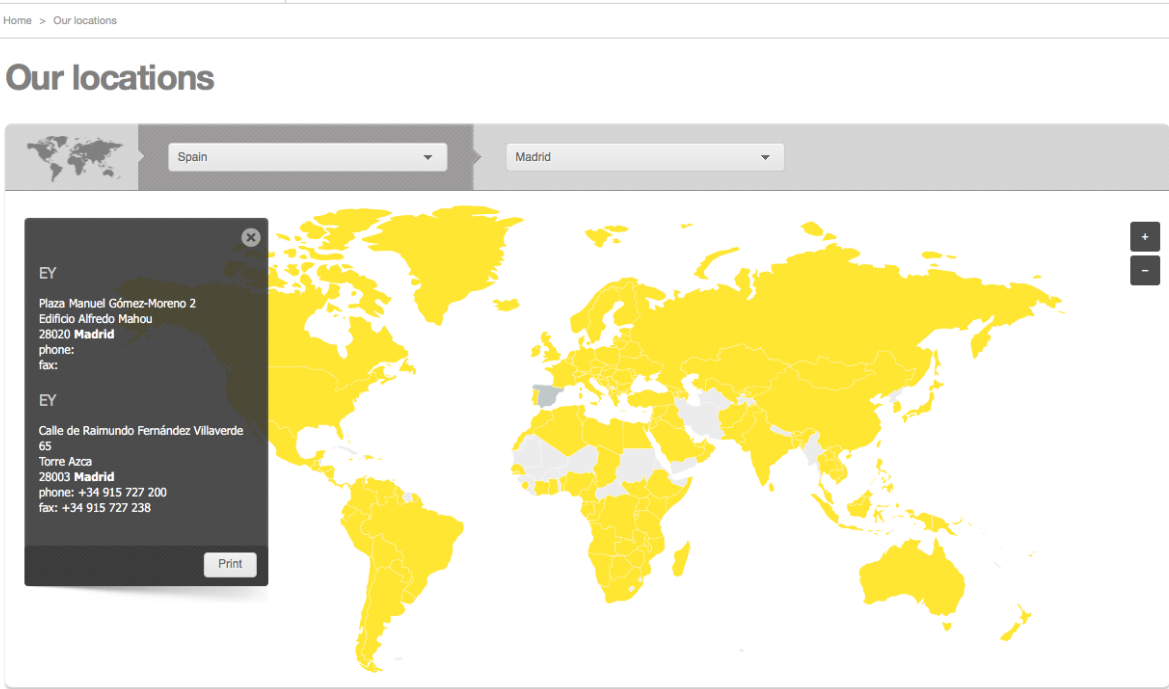 Home > Our locations
Our locations
Spain
Madrid
+
−
EY
Plaza Manuel Gómez-Moreno 2
Edificio Alfredo Mahou
28020 Madrid
phone:
fax:
EY
Calle de Raimundo Fernández Villaverde
65
Torre Azca
28003 Madrid
phone: +34 915 727 200
fax: +34 915 727 238
Print